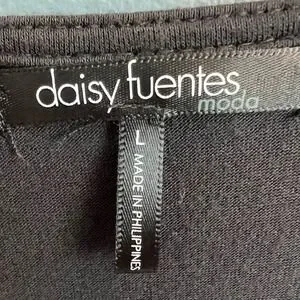 daisy fuentes
moda
L MADE IN PHILIPPINES